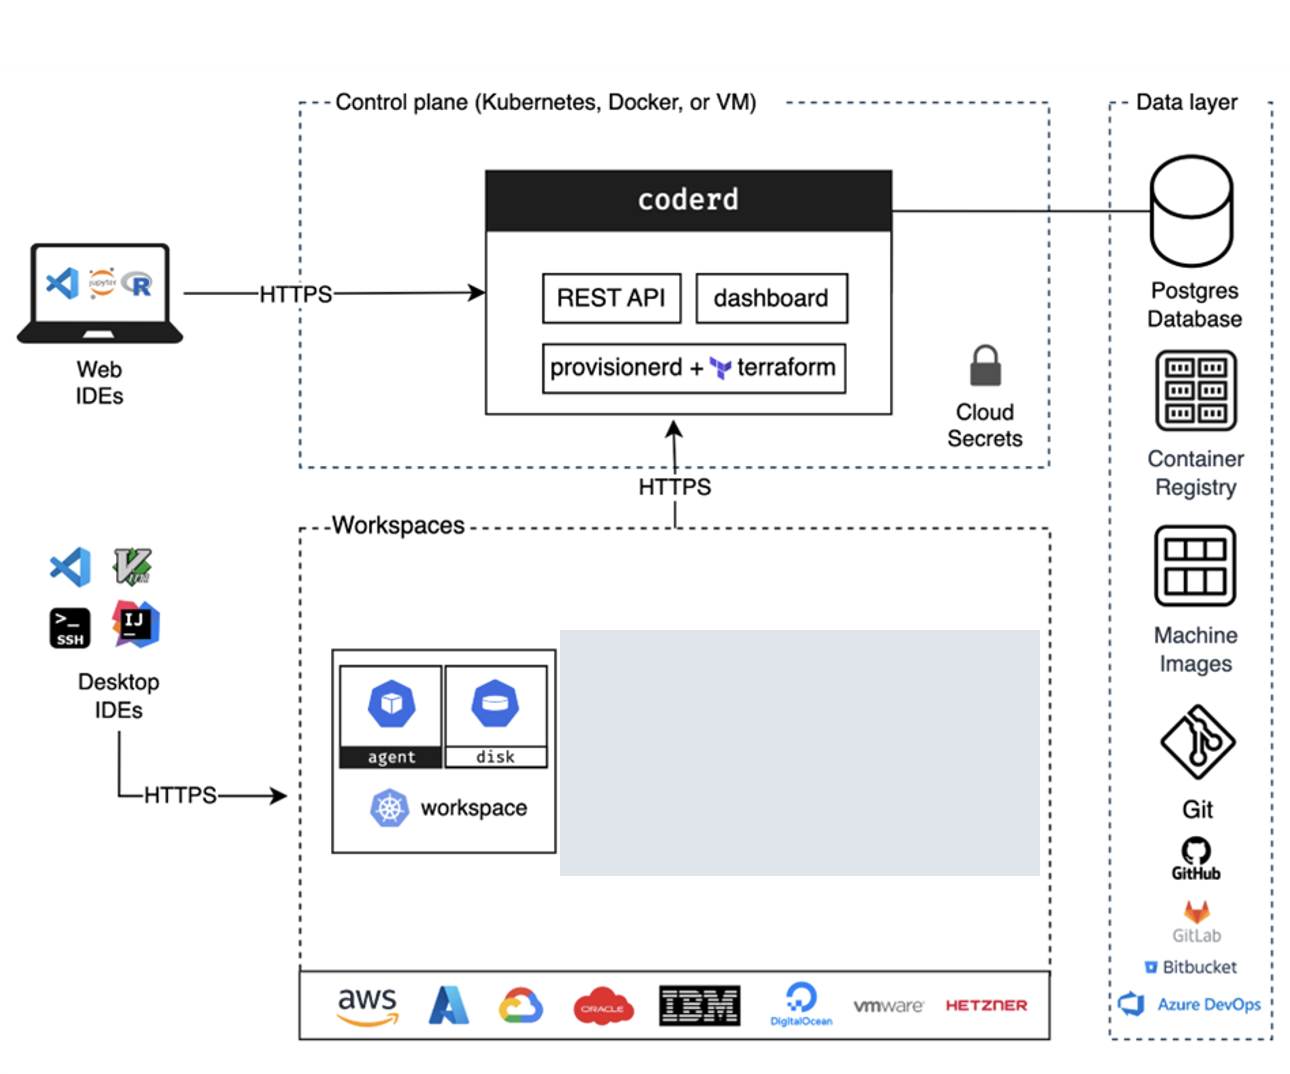 Control plane (Kubernetes, Docker, or VM)
Data layer
coderd
REST API
dashboard
provisionerd + terraform
HTTPS
jupyter
R
Web
IDEs
Cloud
Secrets
Postgres
Database
Container
Registry
HTTPS
Workspaces
VIM
>_
SSH
IJ
Desktop
IDEs
HTTPS
agent
disk
workspace
Machine
Images
Git
GitHub
GitLab
Bitbucket
Azure DevOps
aws
ORACLE
IBM
DigitalOcean
vmware
HETZNER